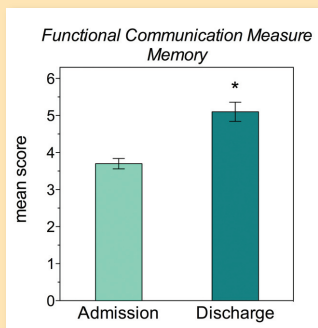 Functional Communication Measure
Memory
mean score
6
5
4
3
2
1
0
*
Admission
Discharge